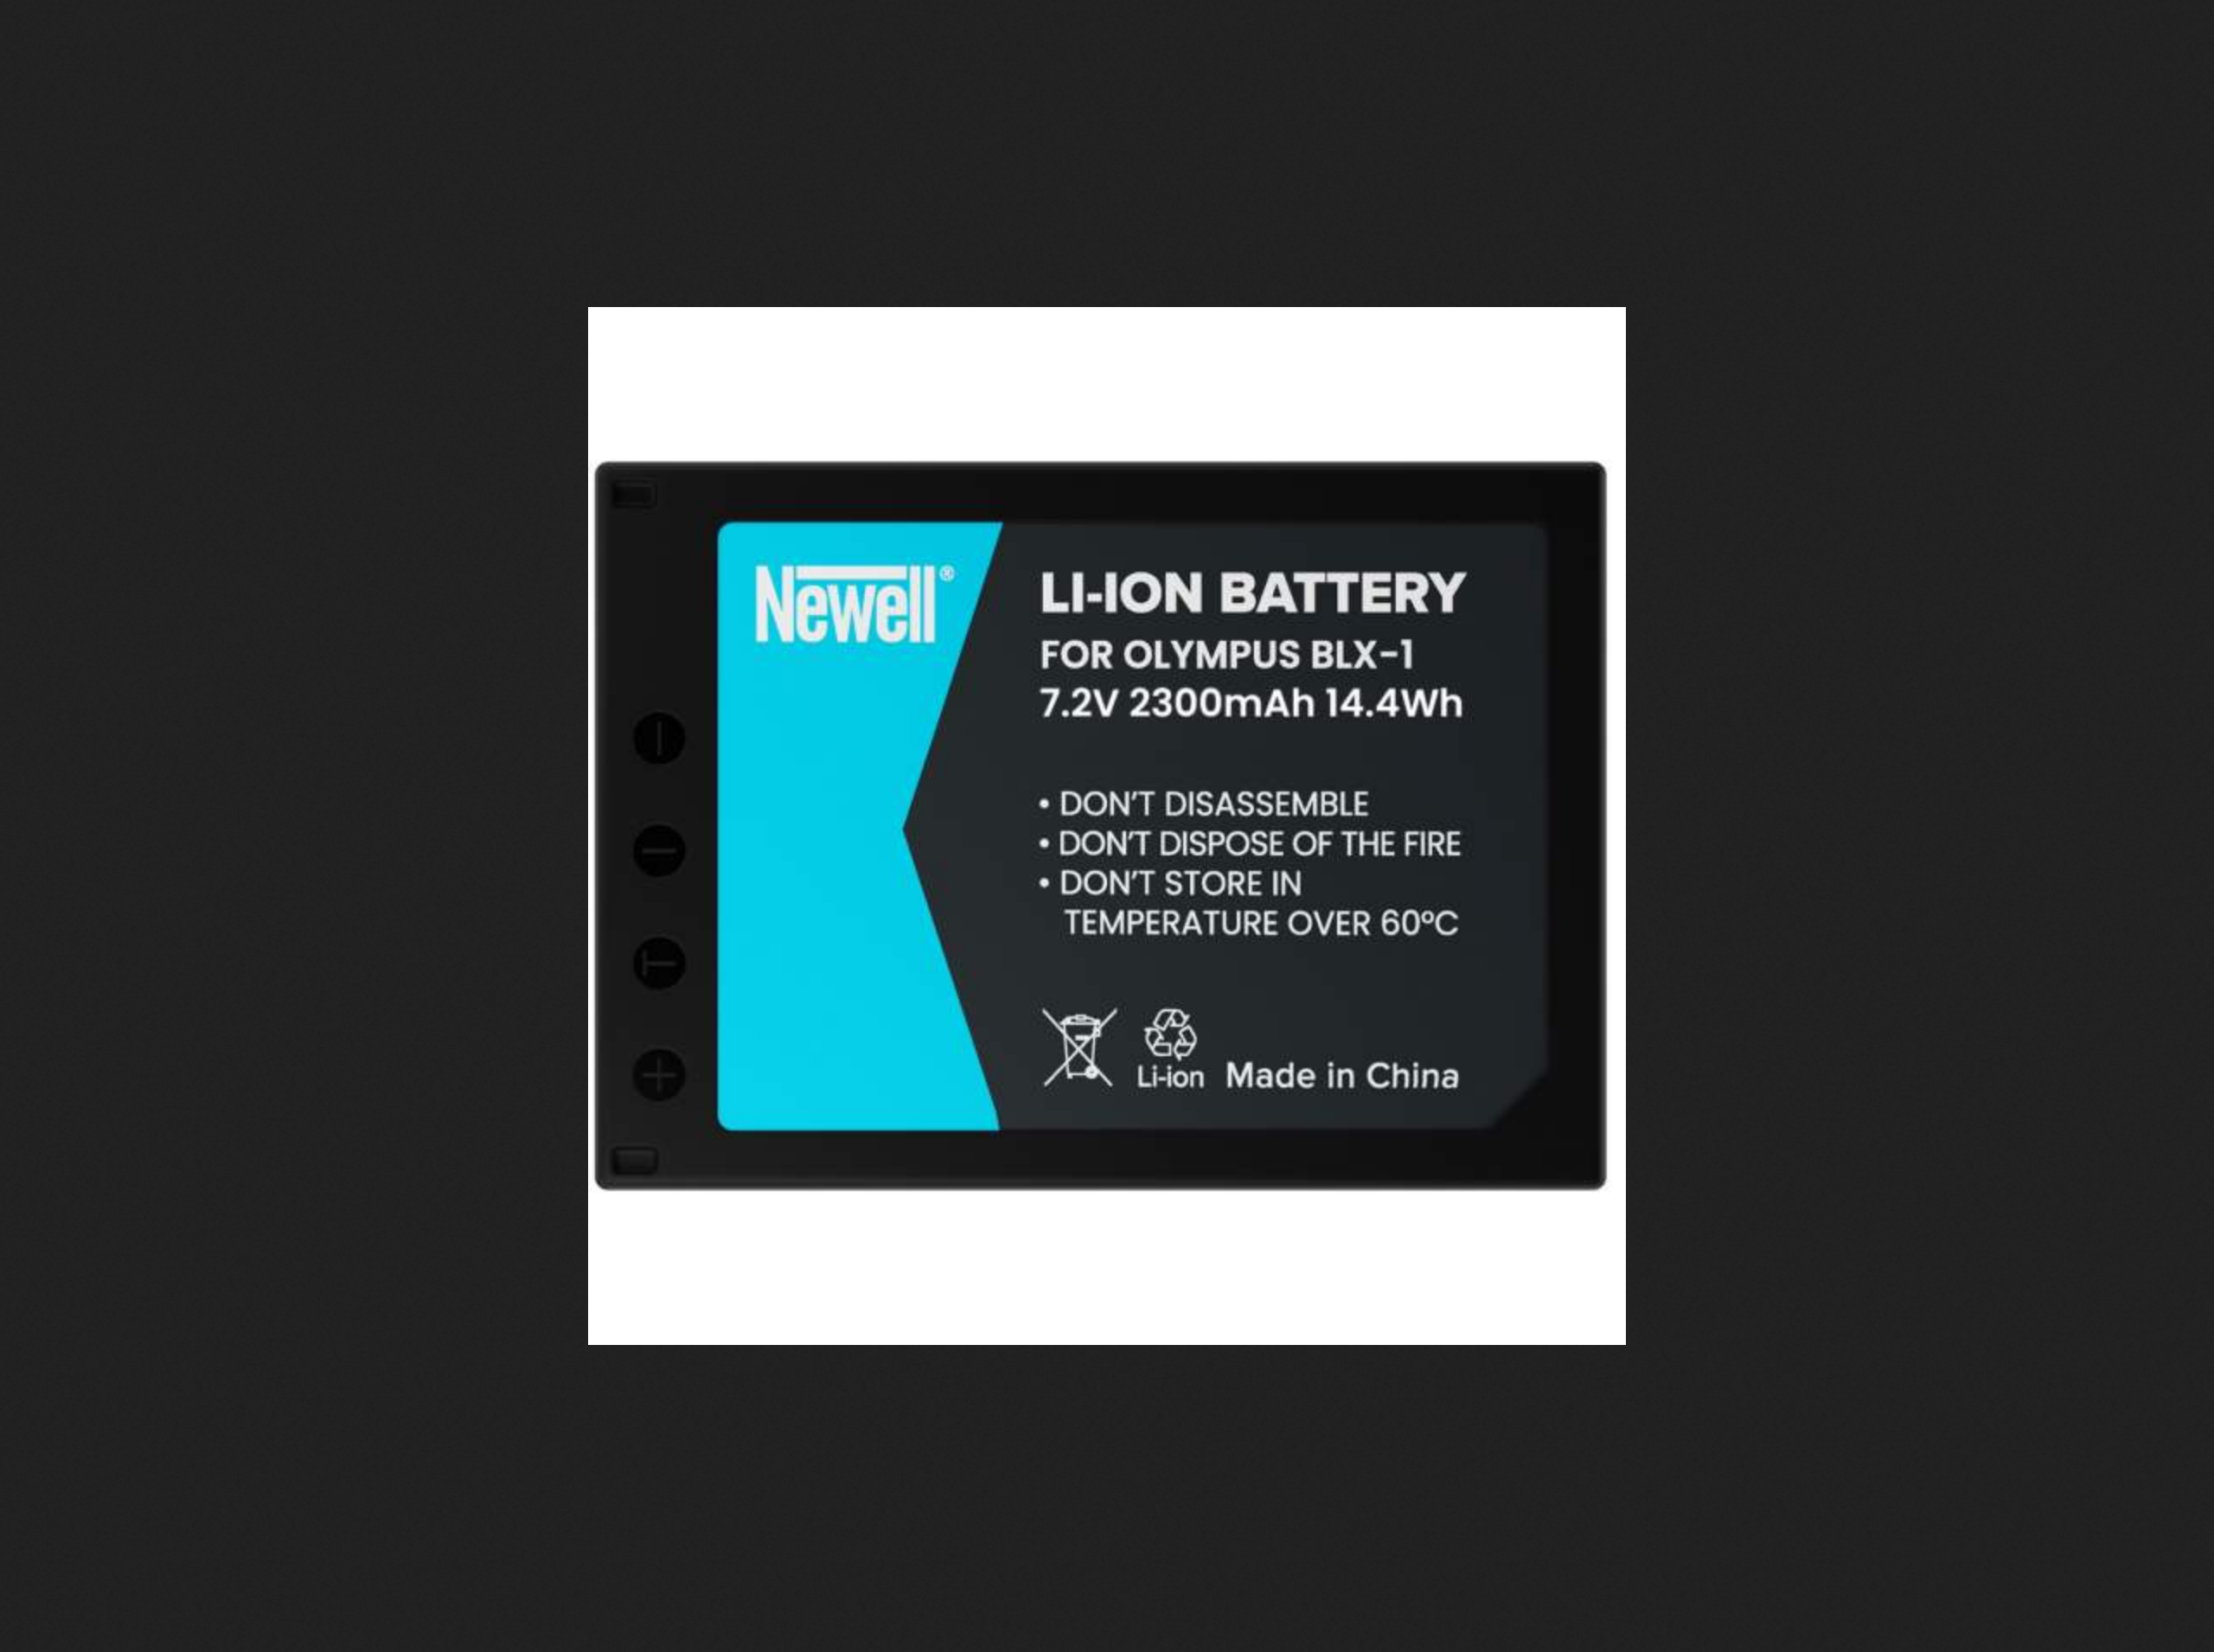 Newell®
LI-ION BATTERY
FOR OLYMPUS BLX-1
7.2V 2300mAh 14.4Wh
• DON'T DISASSEMBLE
• DON'T DISPOSE OF THE FIRE
• DON'T STORE IN
TEMPERATURE OVER 60ºC
Li-ion Made in China